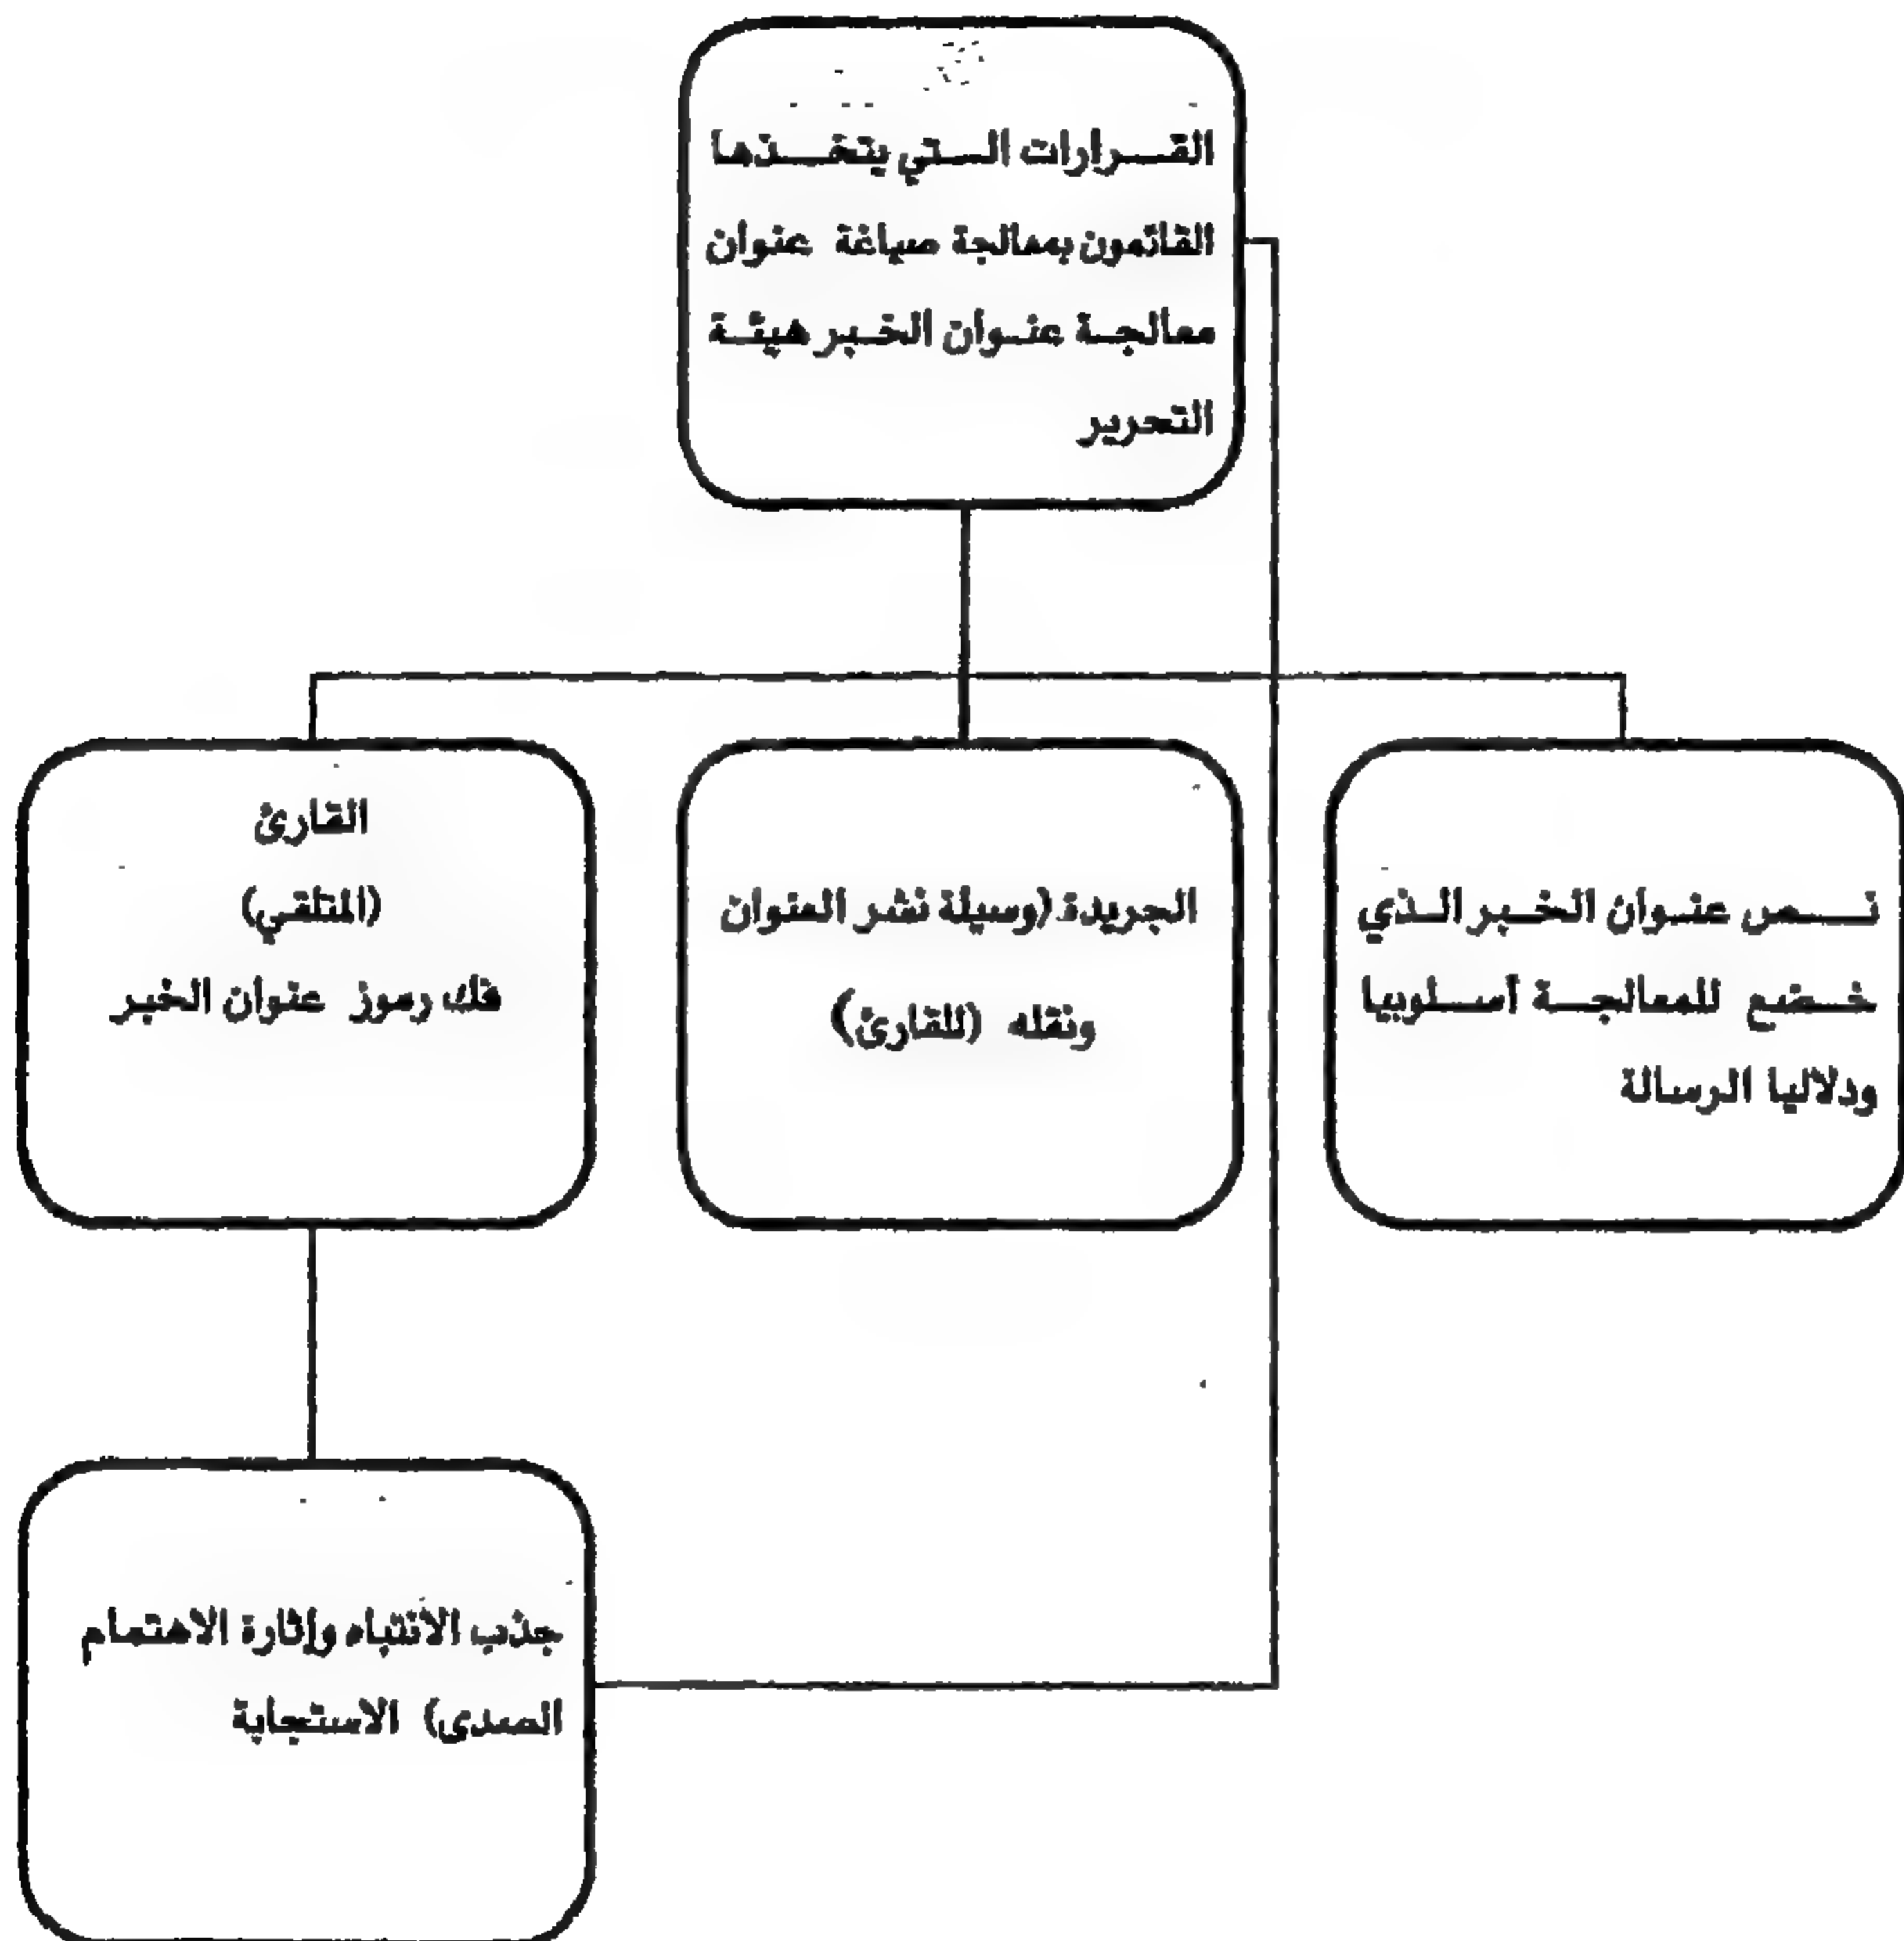 القرارات التي يتخذها
القائمون بمعالجة صياغة عنوان
معالجة عنوان الخبر هيئة
التحرير
نص عنوان الخبر الذي
خضع للمعالجة أسلوبيا
ودلاليا الرسالة
الجريدة (وسيلة نشر العنوان
ونقله (للقارئ)
القارئ
(المتلقي)
فك رموز عنوان الخبر
جذب الأنتباه وإثارة الاهتمام
الصدى) الاستجابة